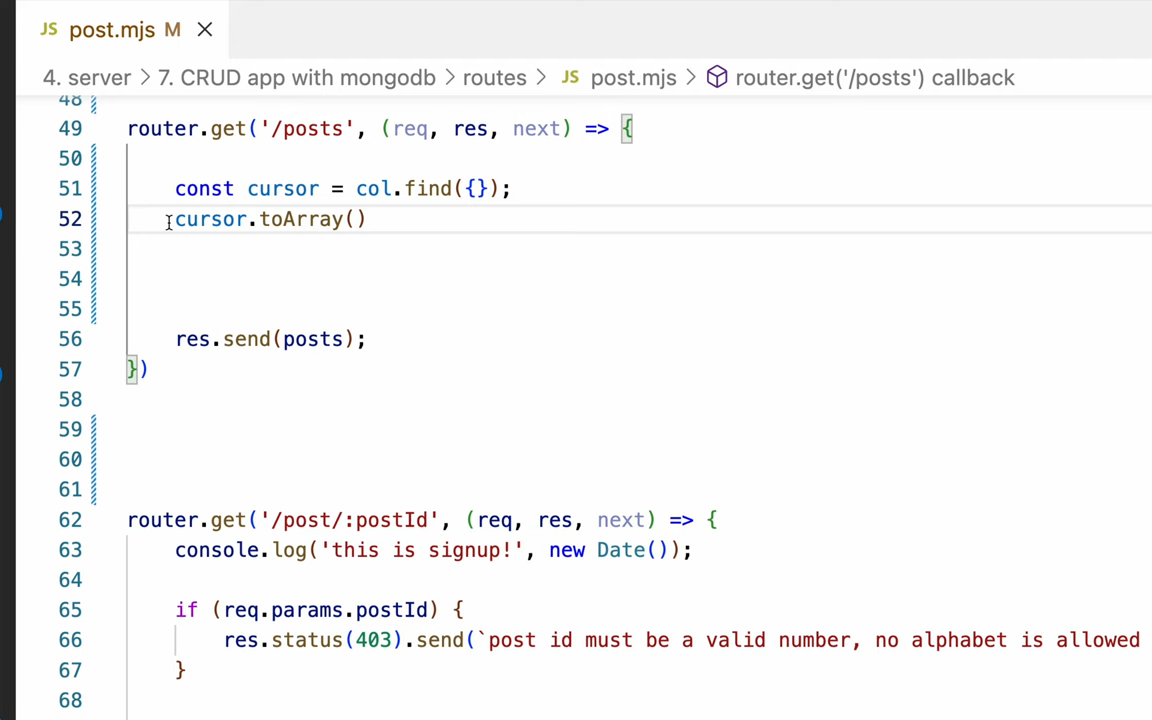 JS post.mjs M ×
4. server > 7. CRUD app with mongodb > routes > JS post.mjs > router.get('/posts') callback
48
49 router.get('/posts', (req, res, next) => {
50
51 const cursor = col.find({});
52 cursor.toArray()
53
54
55
56 res.send(posts);
57 })
58
59
60
61
62 router.get('/post/:postId', (req, res, next) => {
63 console.log('this is signup!', new Date());
64
65 if (req.params.postId) {
66 res.status(403).send(`post id must be a valid number, no alphabet is allowed
67 }
68